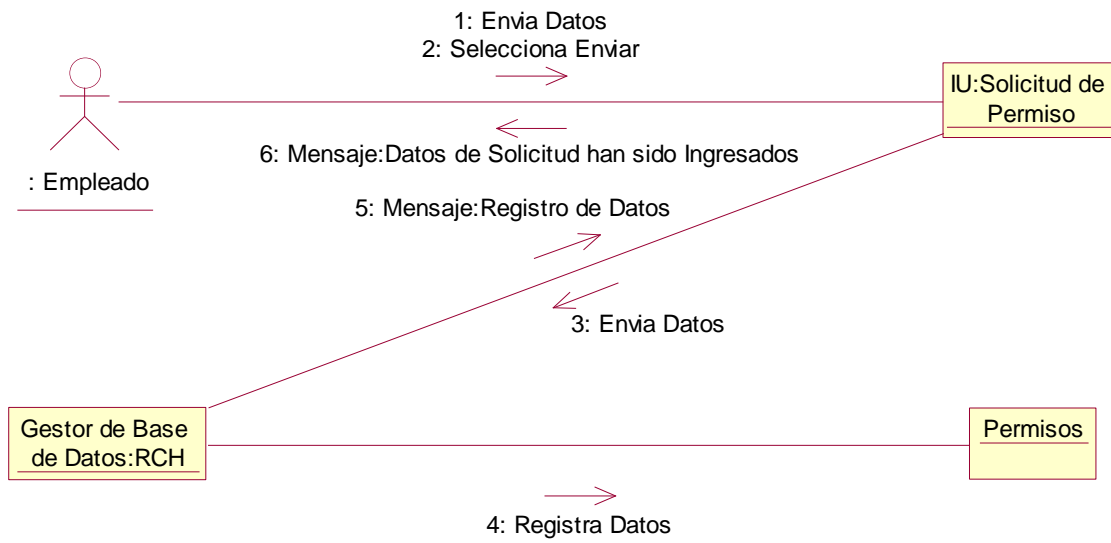 1: Envia Datos
2: Selecciona Enviar
IU:Solicitud de
Permiso
6: Mensaje:Datos de Solicitud han sido Ingresados
: Empleado
5: Mensaje:Registro de Datos
3: Envia Datos
Gestor de Base
de Datos:RCH
Permisos
4: Registra Datos